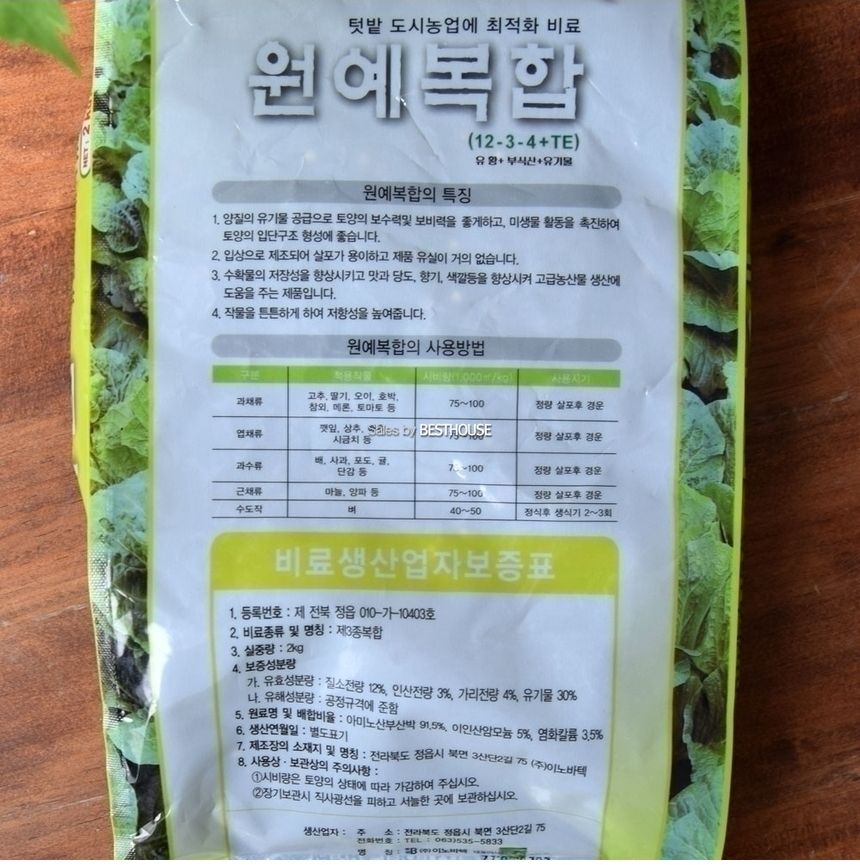 텃밭 도시농업에 최적화 비료
원예복합
(12-3-4+TE)
유황+부식산+유기물
원예복합의 특징
1. 양질의 유기물 공급으로 토양의 보수력및 보비력을 좋게하고, 미생물 활동을 촉진하여
토양의 입단구조 형성에 좋습니다.
2. 입상으로 제조되어 살포가 용이하고 제품 유실이 거의 없습니다.
3. 수확물의 저장성을 향상시키고 맛과 당도, 향기, 색깔등을 향상시켜 고급농산물 생산에
도움을 주는 제품입니다.
4. 작물을 튼튼하게 하여 저항성을 높여줍니다.
원예복합의 사용방법
구분 적용작물 시비량(1,000㎡/kg) 사용시기
과채류 고추, 딸기, 오이, 호박, 75~100 정량 살포후 경운
참외, 메론, 토마토 등
엽채류 깻잎, 상추, 정량 살포후 경운
시금치 등
Sales by BESTHOUSE
과수류 배, 사과, 포도, 귤, 정량 살포후 경운
단감 등
근채류 마늘, 양파 등 75~100 정량 살포후 경운
수도작 벼 40~50 정식후 생식기 2~3회
비료생산업자보증표
1. 등록번호 : 제 전북 정읍 010-가-10403호
2. 비료종류 및 명칭 : 제3종복합
3. 실중량 : 2kg
4. 보증성분량
가. 유효성분량 : 질소전량 12%, 인산전량 3%, 가리전량 4%, 유기물 30%
나. 유해성분량 : 공정규격에 준함
5. 원료명 및 배합비율 : 아미노산부산박 91,5%, 이인산암모늄 5%, 염화칼륨 3,5%
6. 생산연월일 : 별도표기
7. 제조장의 소재지 및 명칭 : 전라북도 정읍시 북면 3산단2길 75 (주)이노바텍
8. 사용상·보관상의 주의사항 :
①시비량은 토양의 상태에 따라 가감하여 주십시오.
②장기보관시 직사광선을 피하고 서늘한 곳에 보관하십시오.
생산업자 : 주 소 : 전라북도 정읍시 북면 3산단2길 75
전화번호 : TEL : 063)535-5833
명 칭 : (주)이노바텍